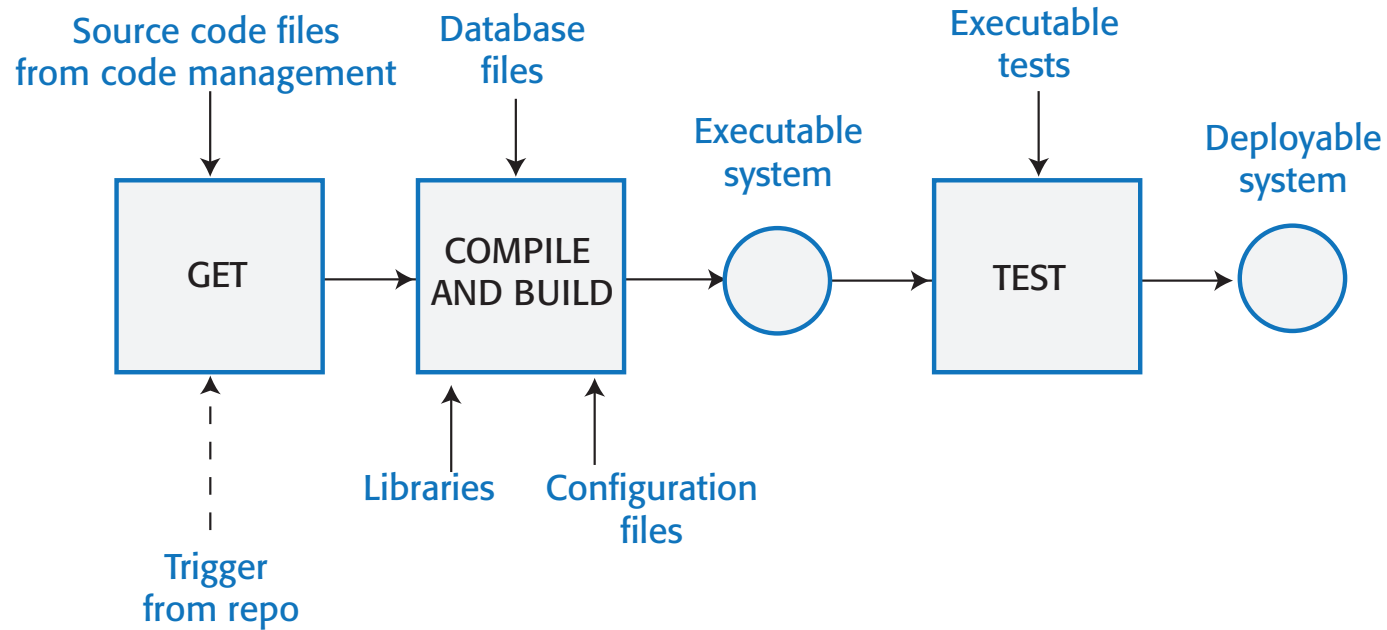 Source code files
from code management
Database
files
Executable
tests
Executable
system
Deployable
system
GET
COMPILE
AND BUILD
TEST
Libraries
Configuration
files
Trigger
from repo